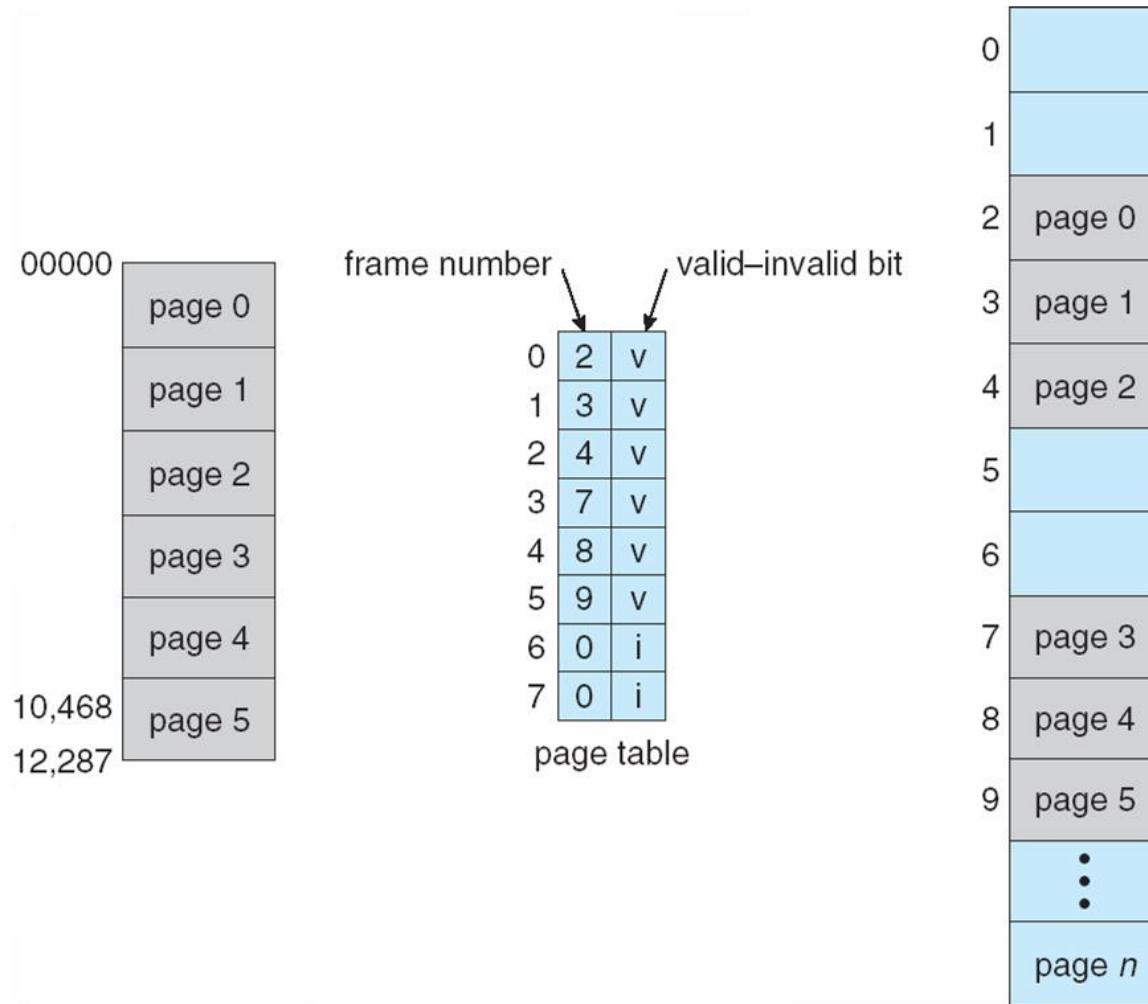 00000
page 0
page 1
page 2
page 3
page 4
10,468
page 5
12,287
frame number
valid–invalid bit
0 2 v
1 3 v
2 4 v
3 7 v
4 8 v
5 9 v
6 0 i
7 0 i
page table
0
1
2 page 0
3 page 1
4 page 2
5
6
7 page 3
8 page 4
9 page 5
page n